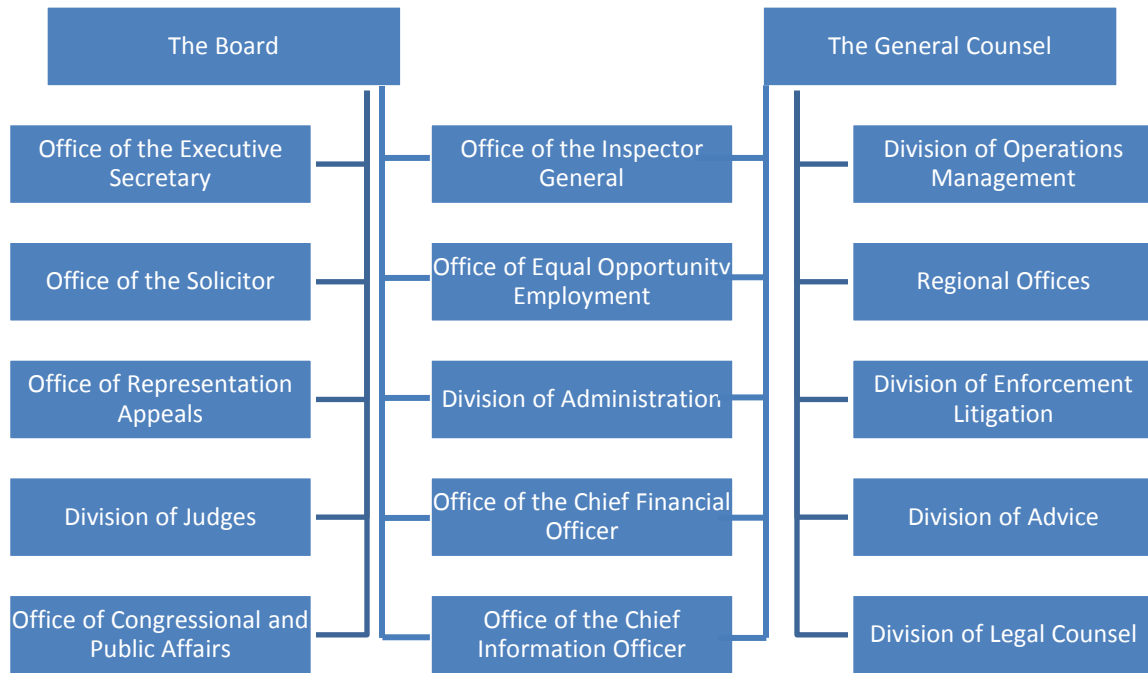 The Board
The General Counsel
Office of the Executive
Secretary
Office of the Inspector
General
Division of Operations
Management
Office of the Solicitor
Office of Equal Opportunity
Employment
Regional Offices
Office of Representation
Appeals
Division of Administration
Division of Enforcement
Litigation
Division of Judges
Office of the Chief Financial
Officer
Division of Advice
Office of Congressional and
Public Affairs
Office of the Chief
Information Officer
Division of Legal Counsel